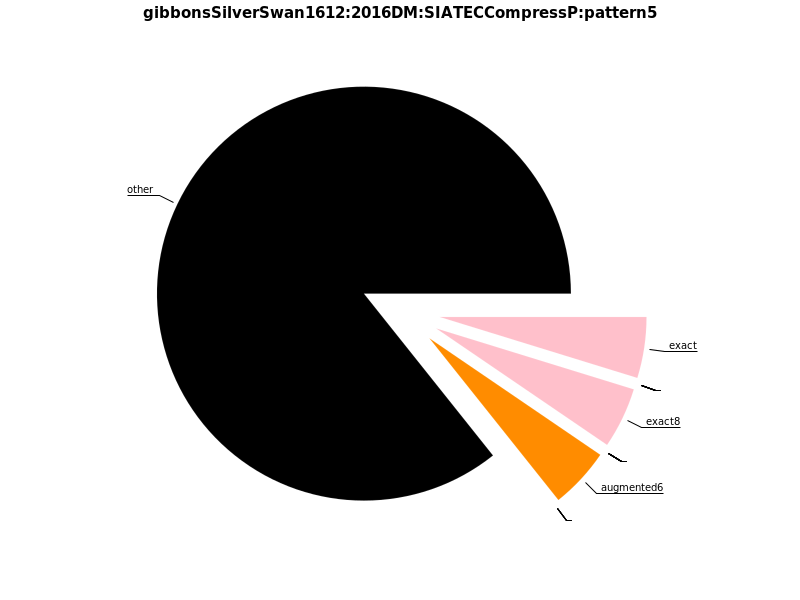 gibbonsSilverSwan1612:2016DM:SIATECCompressP:pattern5
other
exact
exact8
augmented6